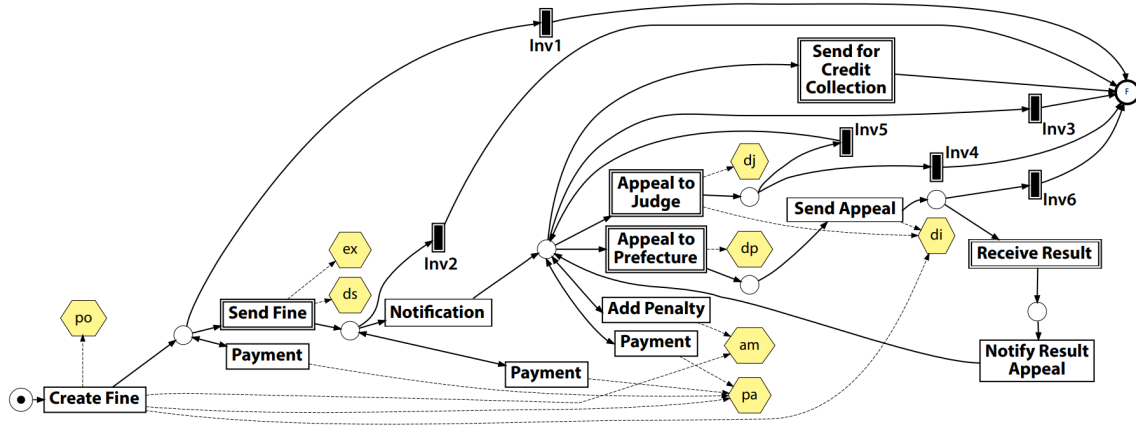 Inv1
Send for
Credit
Collection
F
Inv3
Inv5
Inv4
dj
Appeal to
Judge
Inv6
Send Appeal
Inv2
ex
Appeal to
Prefecture
dp
di
Receive Result
ds
po
Send Fine
Notification
Add Penalty
Payment
Payment
am
Notify Result
Appeal
Payment
pa
Create Fine